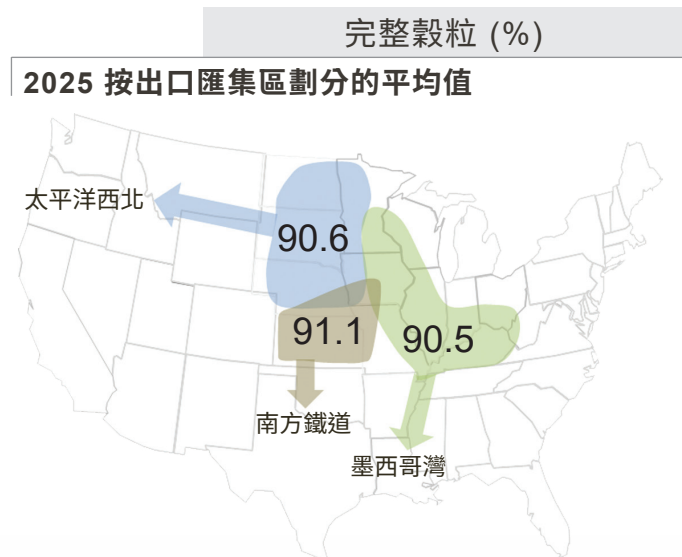 完整穀粒 (%)
2025 按出口匯集區劃分的平均值
太平洋西北
90.6
91.1
90.5
南方鐵道
墨西哥灣